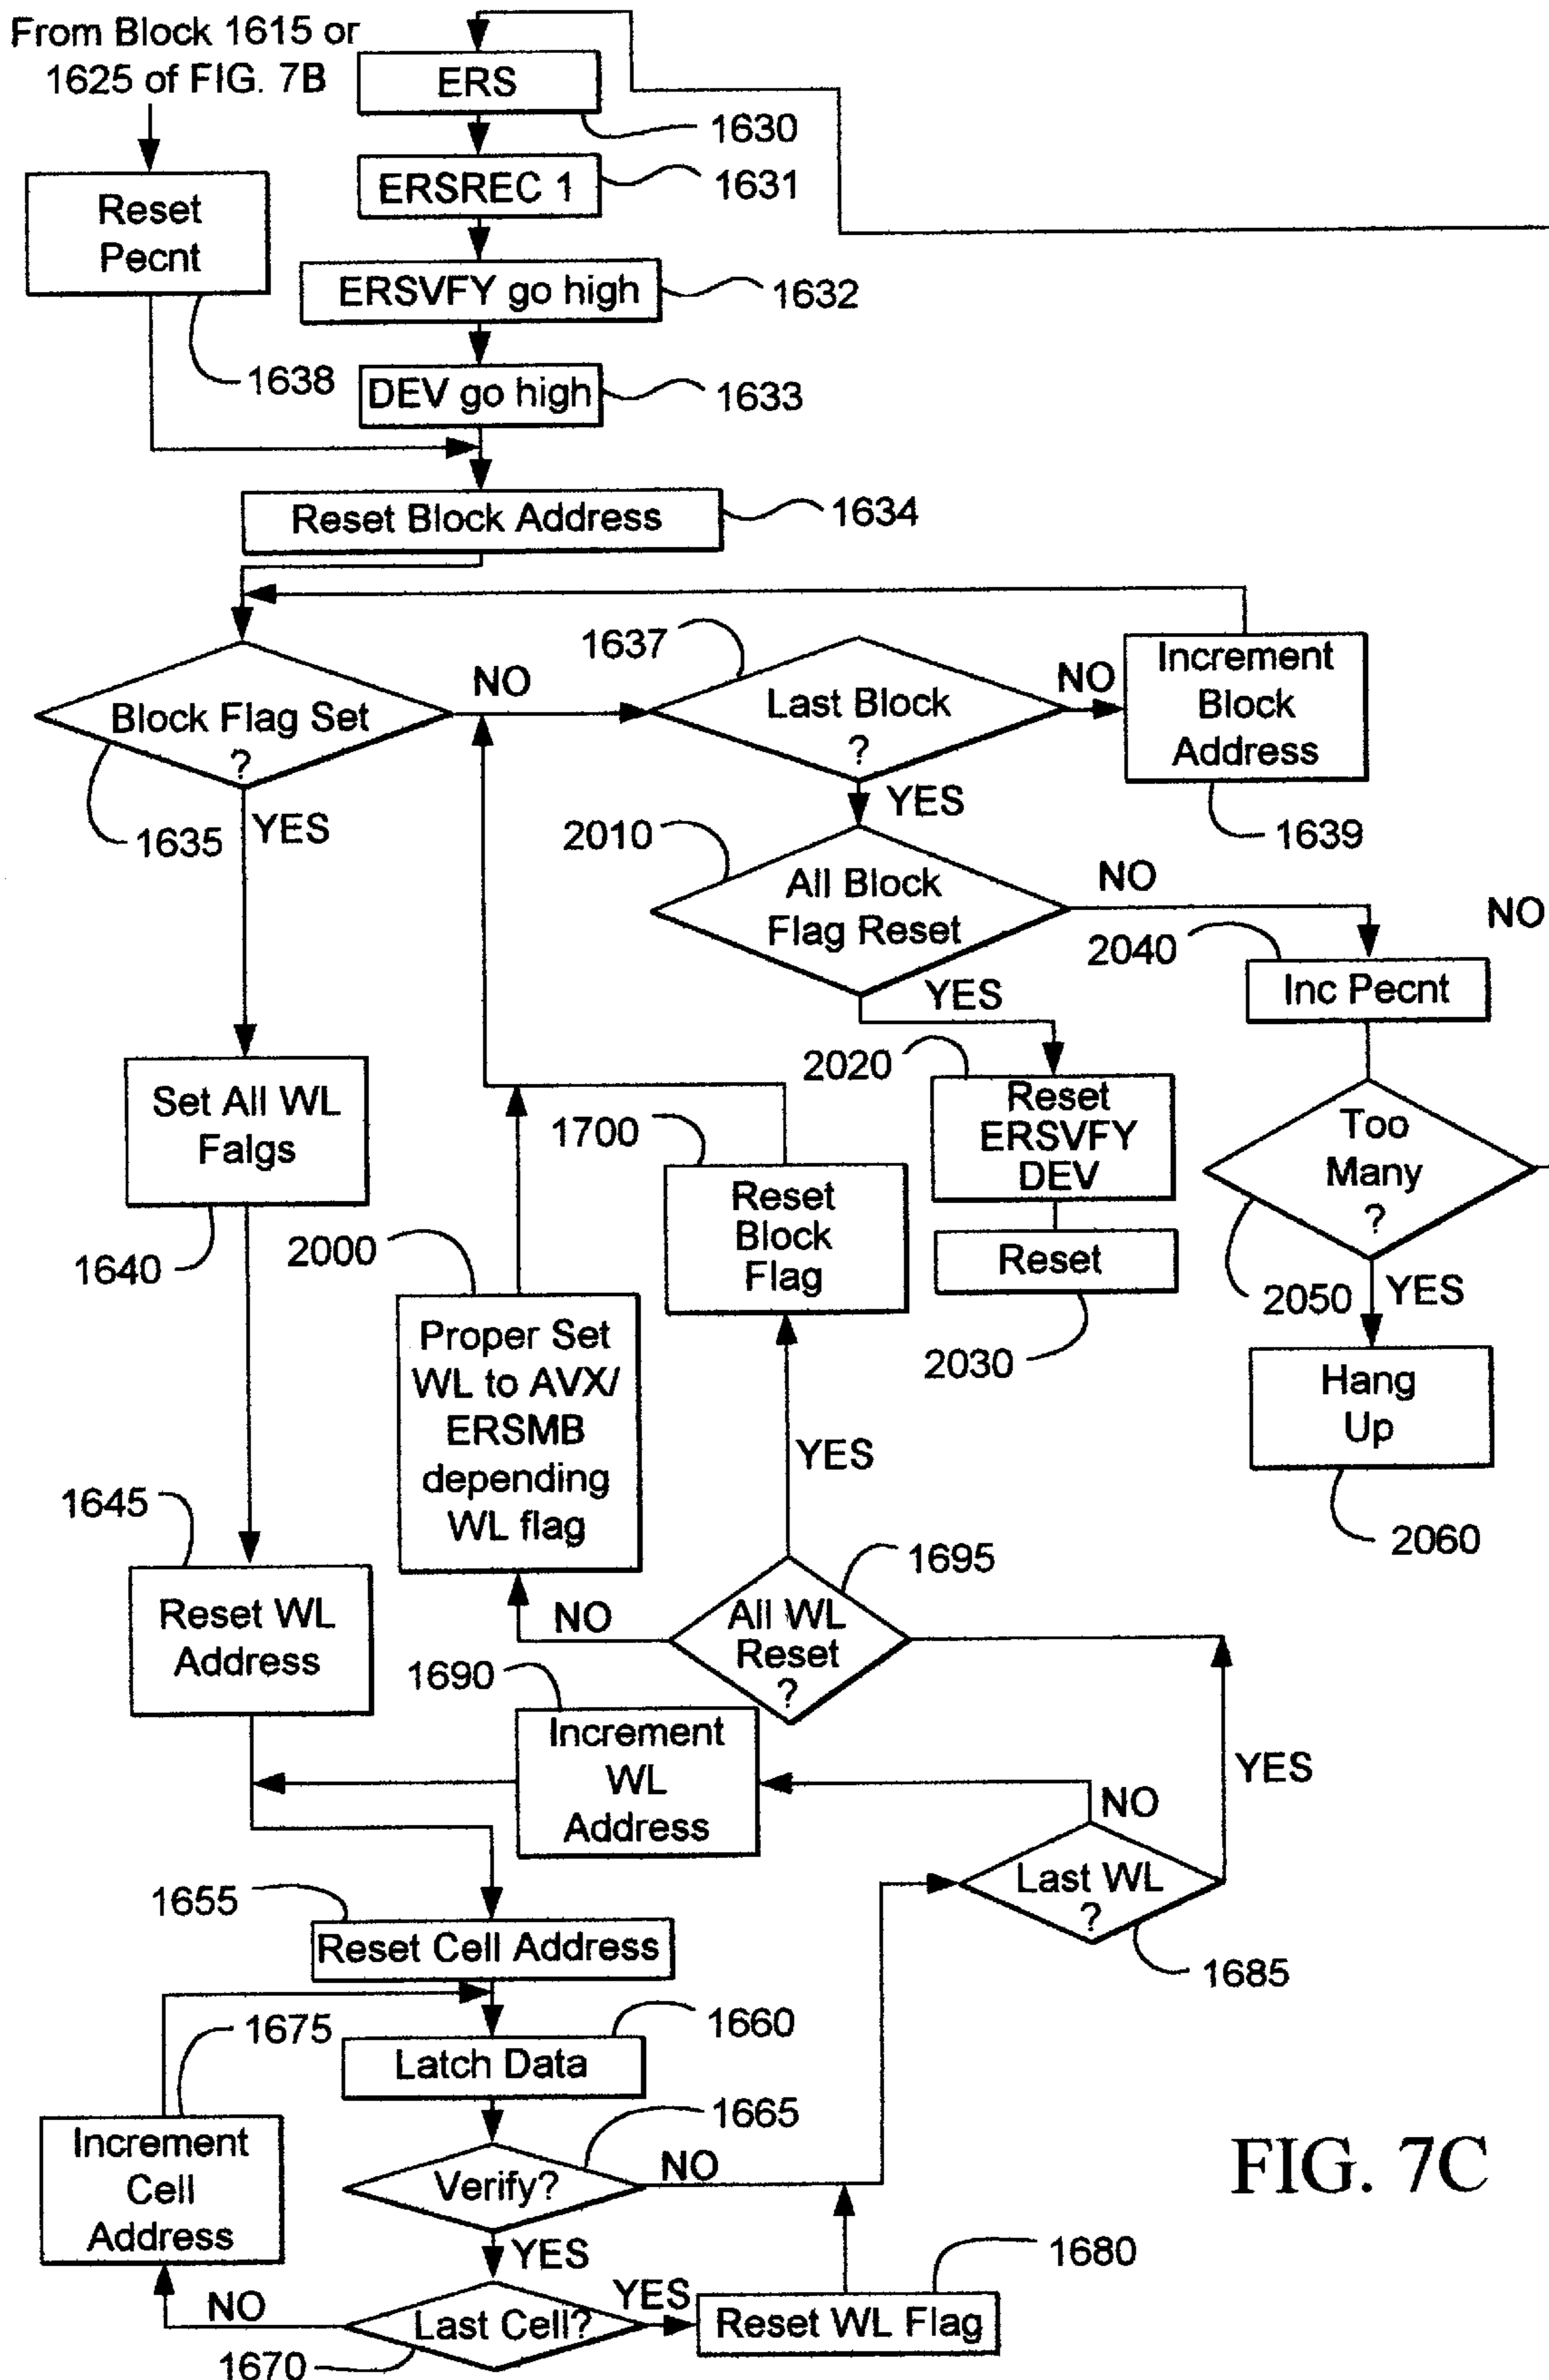 From Block 1615 or
1625 of FIG. 7B
ERS
1630
ERSREC 1
1631
Reset
Pecnt
1638
ERSVFY go high
1632
DEV go high
1633
Reset Block Address
1634
Block Flag Set
?
1635
NO
YES
1637
Last Block
?
NO
YES
Increment
Block
Address
1639
2010
All Block
Flag Reset
NO
YES
NO
2040
Inc Pecnt
2020
Reset
ERSVFY
DEV
Reset
2030
Too
Many
?
2050
YES
Hang
Up
2060
Set All WL
Falgs
1640
1700
Reset
Block
Flag
2000
Proper Set
WL to AVX/
ERSMB
depending
WL flag
YES
1645
Reset WL
Address
NO
All WL
Reset
?
1695
1690
Increment
WL
Address
YES
NO
Last WL
?
1685
1655
Reset Cell Address
1660
Latch Data
1675
Increment
Cell
Address
1665
Verify?
NO
YES
Last Cell?
1670
NO
YES
1680
Reset WL Flag
FIG. 7C